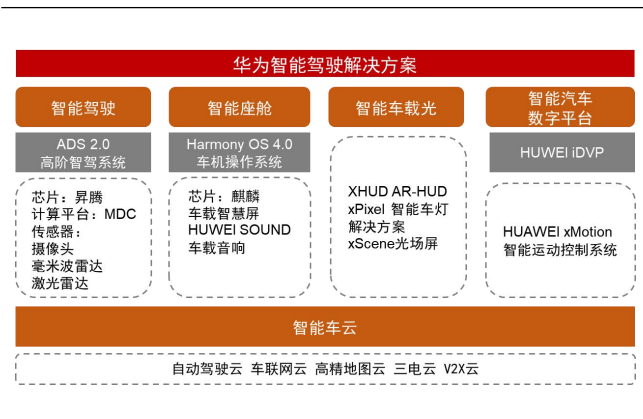 华为智能驾驶解决方案
智能驾驶
ADS 2.0
高阶智驾系统
芯片：昇腾
计算平台：MDC
传感器：
摄像头
毫米波雷达
激光雷达
智能座舱
Harmony OS 4.0
车机操作系统
芯片：麒麟
车载智慧屏
HUWEI SOUND
车载音响
智能车载光
XHUD AR-HUD
xPixel 智能车灯
解决方案
xScene光场屏
智能汽车
数字平台
HUWEI iDVP
HUAWEI xMotion
智能运动控制系统
智能车云
自动驾驶云 车联网云 高精地图云 三电云 V2X云